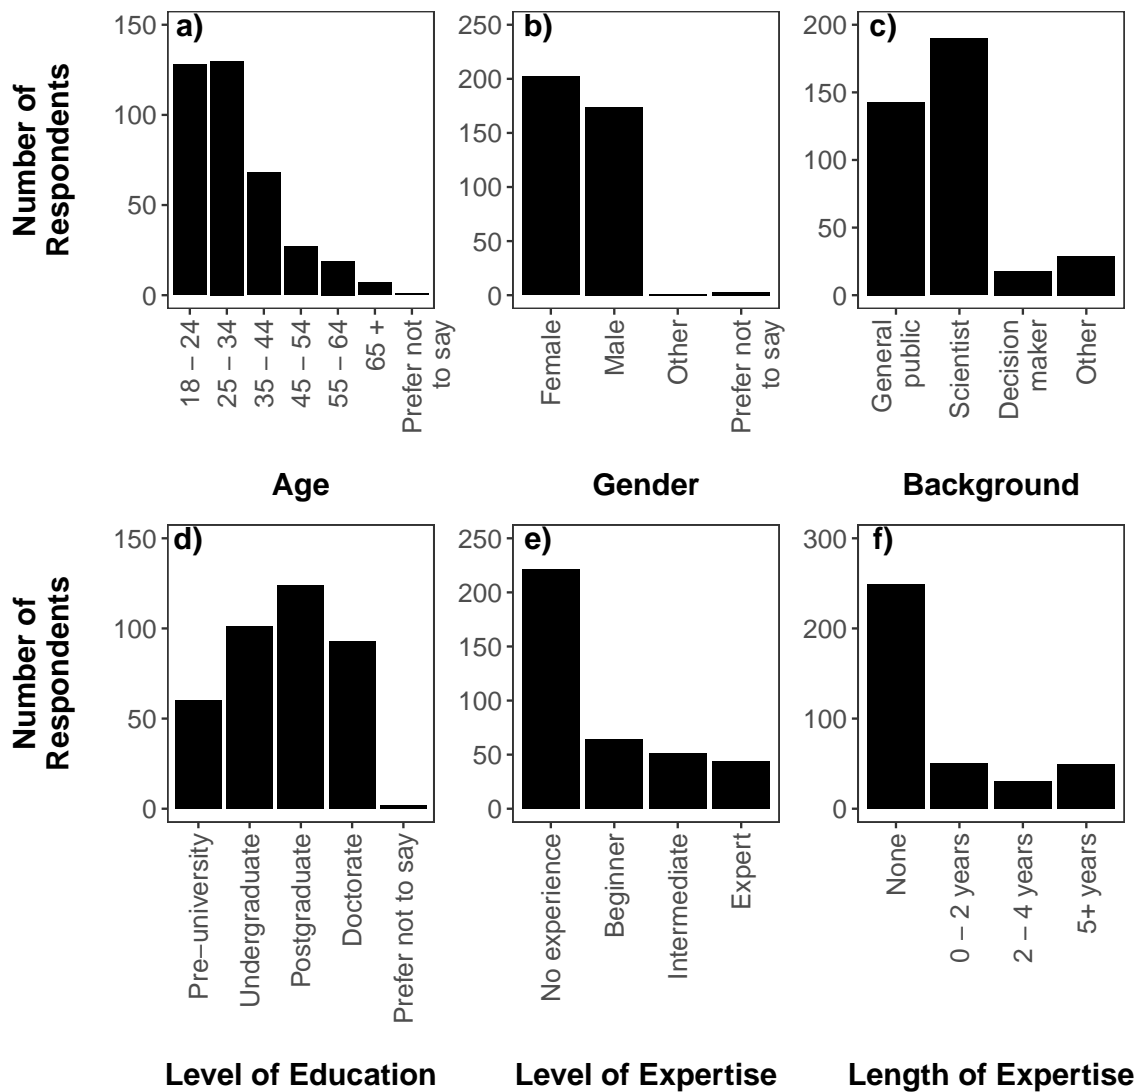 Number of
Respondents
a)
150
100
50
0
18 – 24
25 – 34
35 – 44
45 – 54
55 – 64
65 +
Prefer not
to say
Age
b)
250
200
150
100
50
0
Female
Male
Other
Prefer not
to say
Gender
c)
200
150
100
50
0
General
public
Scientist
Decision
maker
Other
Background
Number of
Respondents
d)
150
100
50
0
Pre−university
Undergraduate
Postgraduate
Doctorate
Prefer not to say
Level of Education
e)
250
200
150
100
50
0
No experience
Beginner
Intermediate
Expert
Level of Expertise
f)
300
200
100
0
None
0 – 2 years
2 – 4 years
5+ years
Length of Expertise